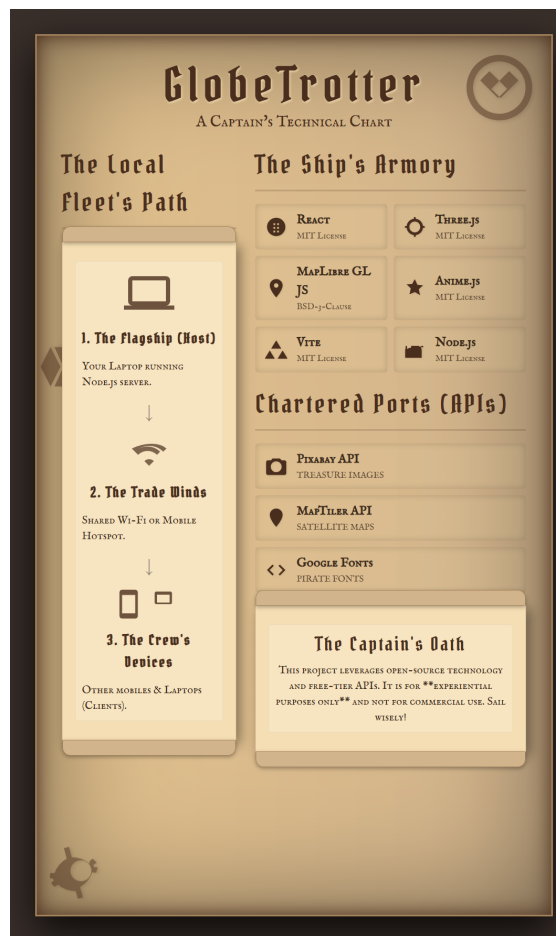 GlobeTrotter
A Captain's Technical Chart
The Local
Fleet's Path
1. The Flagship (Host)
Your Laptop running
Node.js server.
↓
2. The Trade Winds
Shared Wi-Fi or Mobile
Hotspot.
↓
3. The Crew's
Devices
Other mobiles & Laptops
(Clients).
The Ship's Armory
React
MIT License
Three.js
MIT License
MapLibre GL
JS
BSD-3-Clause
Anime.js
MIT License
Vite
MIT License
Node.js
MIT License
Chartered Ports (APIs)
Pixabay API
TREASURE IMAGES
MapTiler API
SATELLITE MAPS
Google Fonts
PIRATE FONTS
The Captain's Oath
This project leverages open-source technology
and free-tier APIs. It is for **experiential
purposes only** and not for commercial use. Sail
wisely!